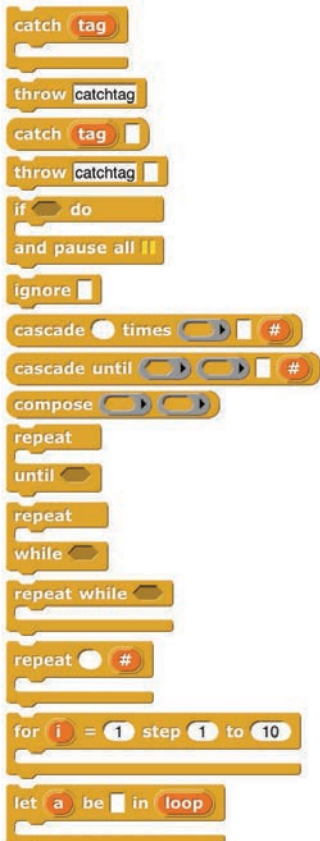 catch tag
throw catchtag
catch tag
throw catchtag
if do
and pause all
ignore
cascade times #
cascade until #
compose
repeat
until
repeat
while
repeat while
repeat #
for i = 1 step 1 to 10
let a be in loop